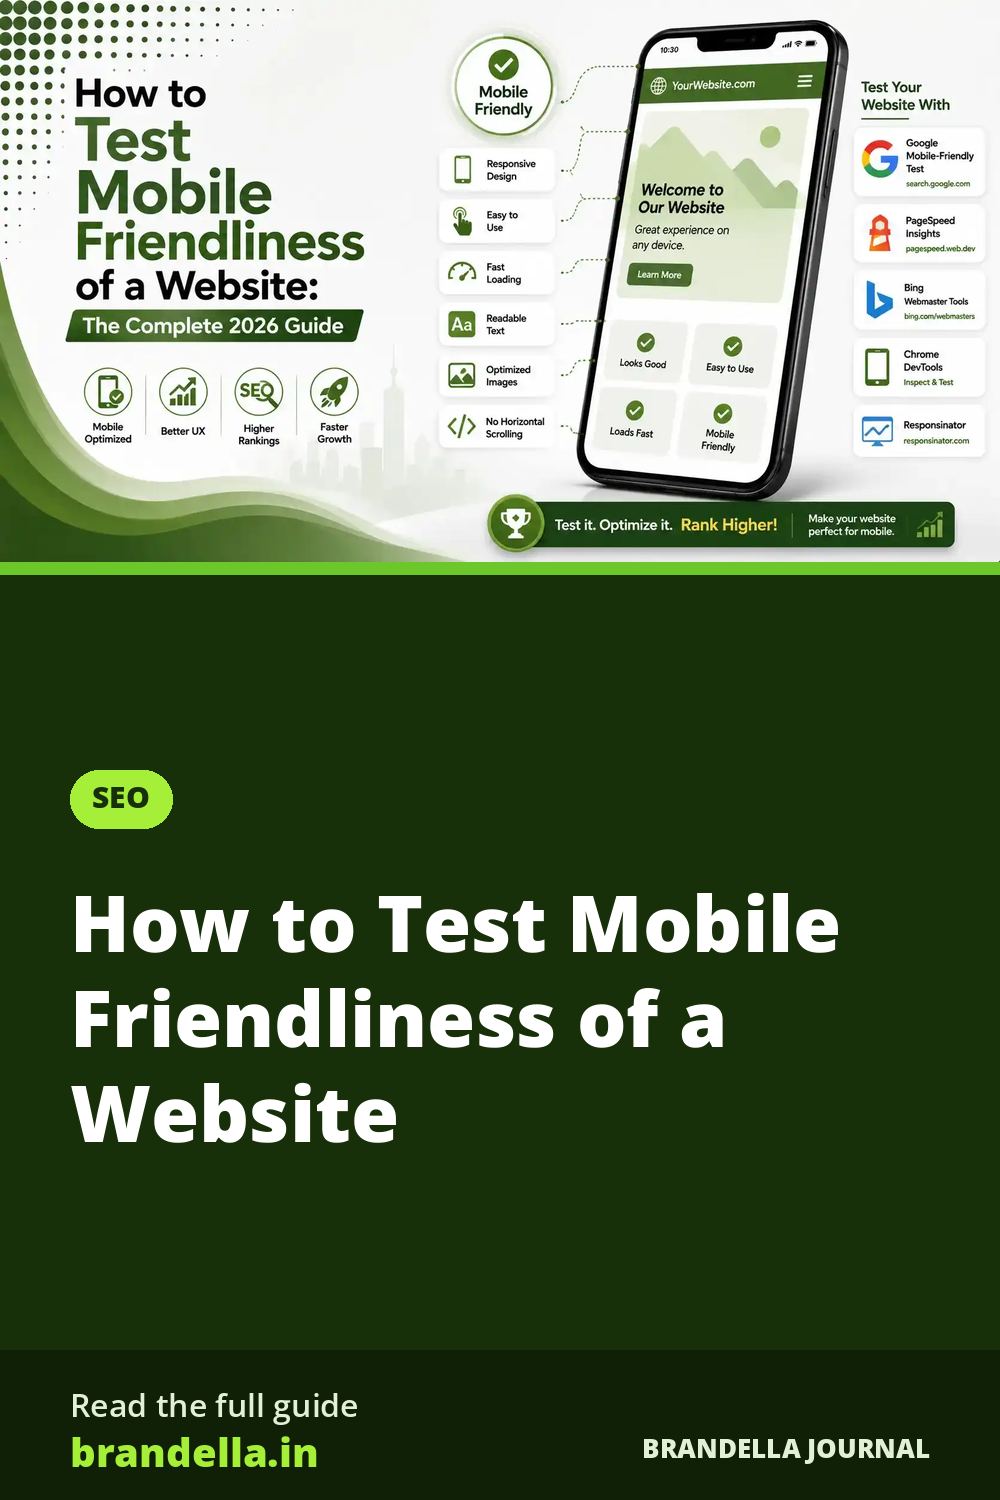 How to
Test
Mobile
Friendliness
of a Website:
The Complete 2026 Guide
Mobile
Optimized
Better UX
SEO
Higher
Rankings
Faster
Growth
Mobile
Friendly
Responsive
Design
Easy to
Use
Fast
Loading
Aa
Readable
Text
Optimized
Images
No Horizontal
Scrolling
10:30
YourWebsite.com
Welcome to
Our Website
Great experience on
any device.
Learn More
Looks Good
Easy to Use
Loads Fast
Mobile
Friendly
Test Your
Website With
Google
Mobile-Friendly
Test
search.google.com
PageSpeed
Insights
pagespeed.web.dev
Bing
Webmaster Tools
bing.com/webmasters
Chrome
DevTools
Inspect & Test
Responsinator
responsinator.com
Test it. Optimize it. Rank Higher!
Make your website
perfect for mobile.
SEO
How to Test Mobile
Friendliness of a
Website
Read the full guide
brandella.in
BRANDELLA JOURNAL